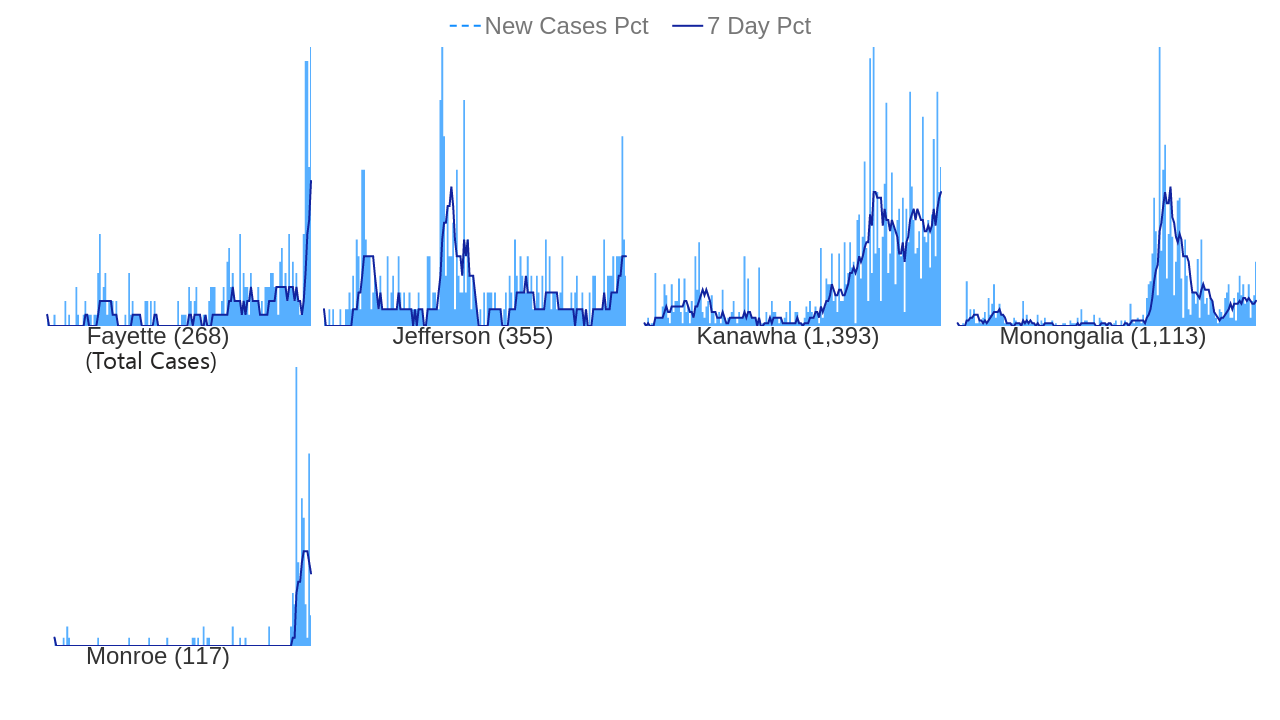 New Cases Pct 7 Day Pct
Fayette (268) Jefferson (355) Kanawha (1,393) Monongalia (1,113)
(Total Cases)
Monroe (117)